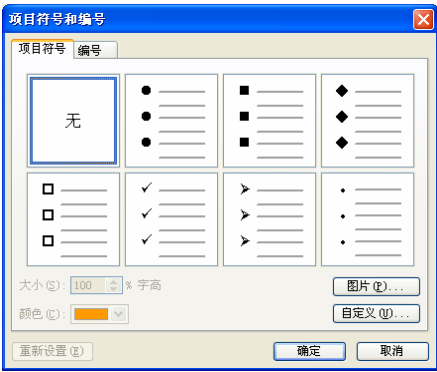 项目符号和编号
项目符号 编号
无
大小(S): 100 % 字高
图片(P)...
颜色(C):
自定义(U)...
重新设置(E) 确定 取消